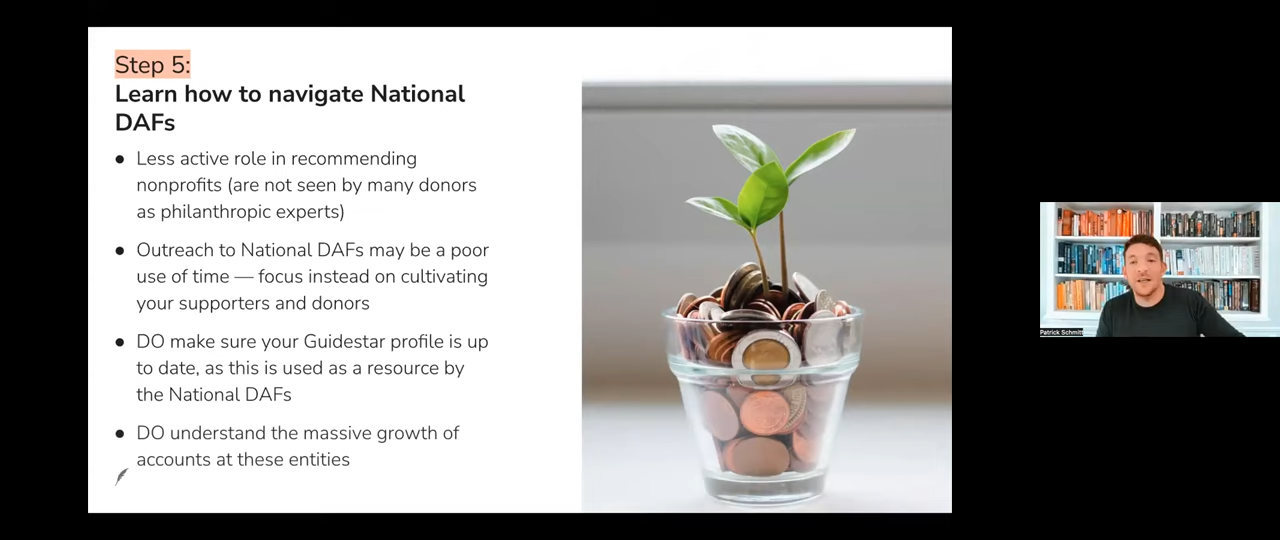 Step 5:
Learn how to navigate National
DAFs
● Less active role in recommending
nonprofits (are not seen by many donors
as philanthropic experts)
● Outreach to National DAFs may be a poor
use of time — focus instead on cultivating
your supporters and donors
● DO make sure your Guidestar profile is up
to date, as this is used as a resource by
the National DAFs
● DO understand the massive growth of
accounts at these entities
Patrick Schmitt